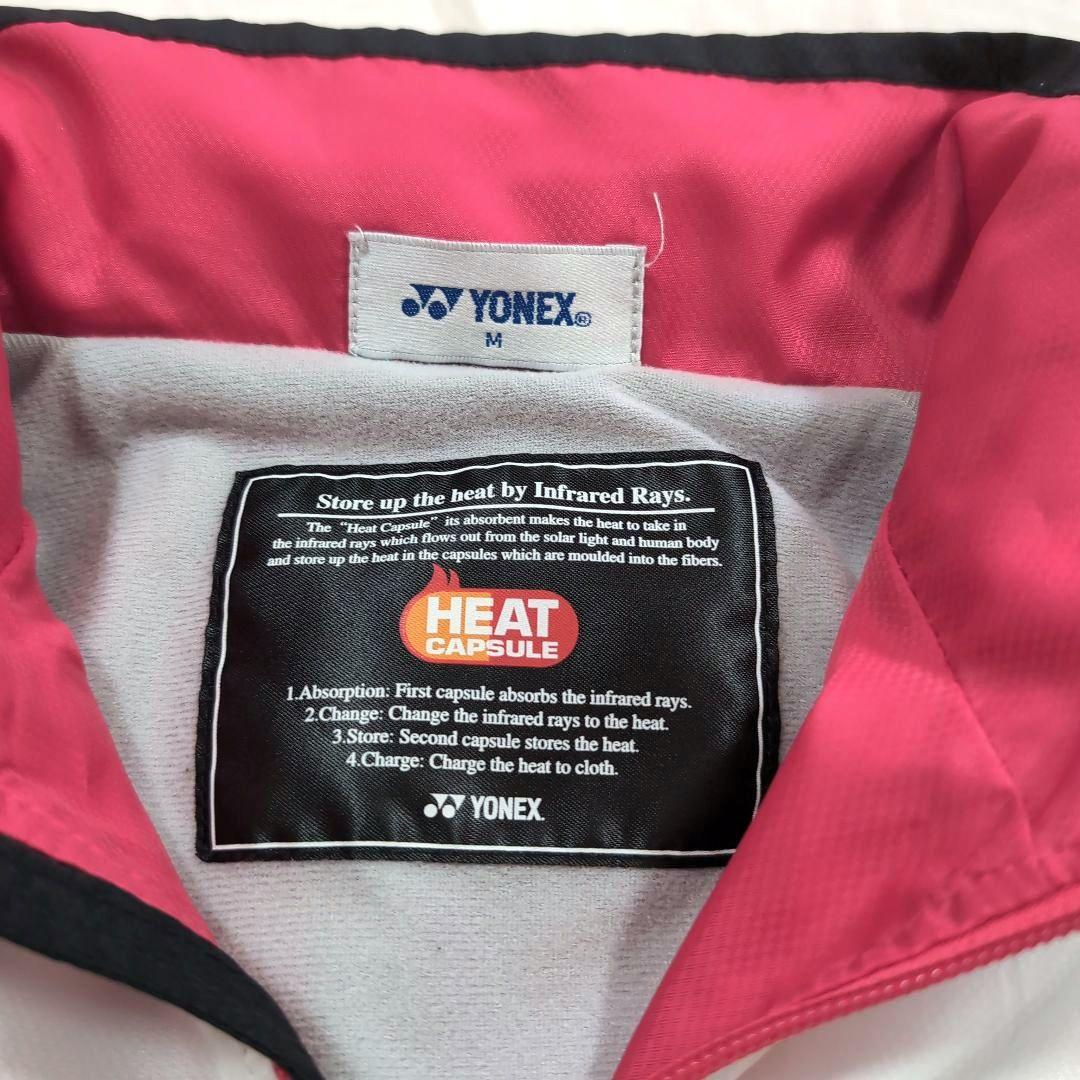 YONEX®
M
Store up the heat by Infrared Rays.
The "Heat Capsule" its absorbent makes the heat to take in
the infrared rays which flows out from the solar light and human body
and store up the heat in the capsules which are moulded into the fibers.
HEAT
CAPSULE
1.Absorption: First capsule absorbs the infrared rays.
2.Change: Change the infrared rays to the heat.
3.Store: Second capsule stores the heat.
4.Charge: Charge the heat to cloth.
YONEX.